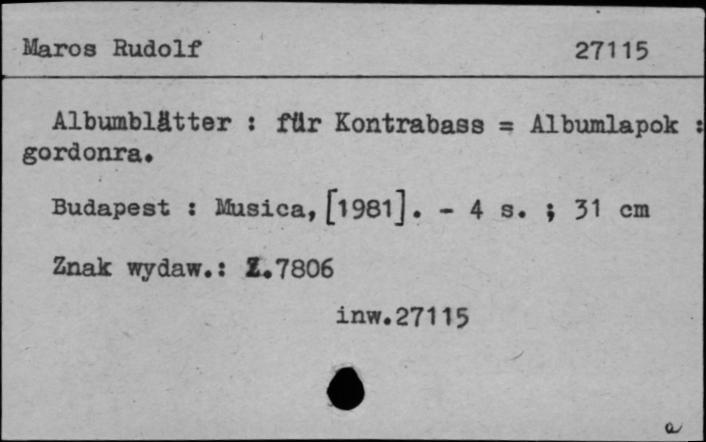 Maros Rudolf 27115
Albumblätter : für Kontrabass = Albumlapok :
gordonra.
Budapest : Musica, [1981]. - 4 s. ; 31 cm
Znak wydaw.: Z.7806
inw.27115
a